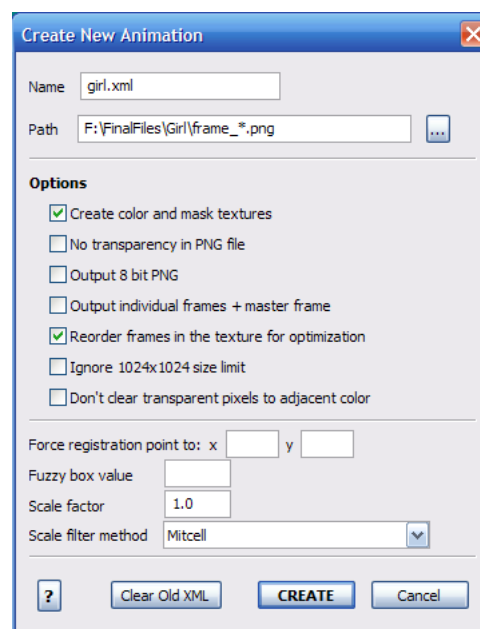 Create New Animation
Name girl.xml
Path F:\FinalFiles\Girl\frame_*.png ...
Options
Create color and mask textures
No transparency in PNG file
Output 8 bit PNG
Output individual frames + master frame
Reorder frames in the texture for optimization
Ignore 1024x1024 size limit
Don't clear transparent pixels to adjacent color
Force registration point to: x y
Fuzzy box value
Scale factor 1.0
Scale filter method Mitcell
? Clear Old XML CREATE Cancel